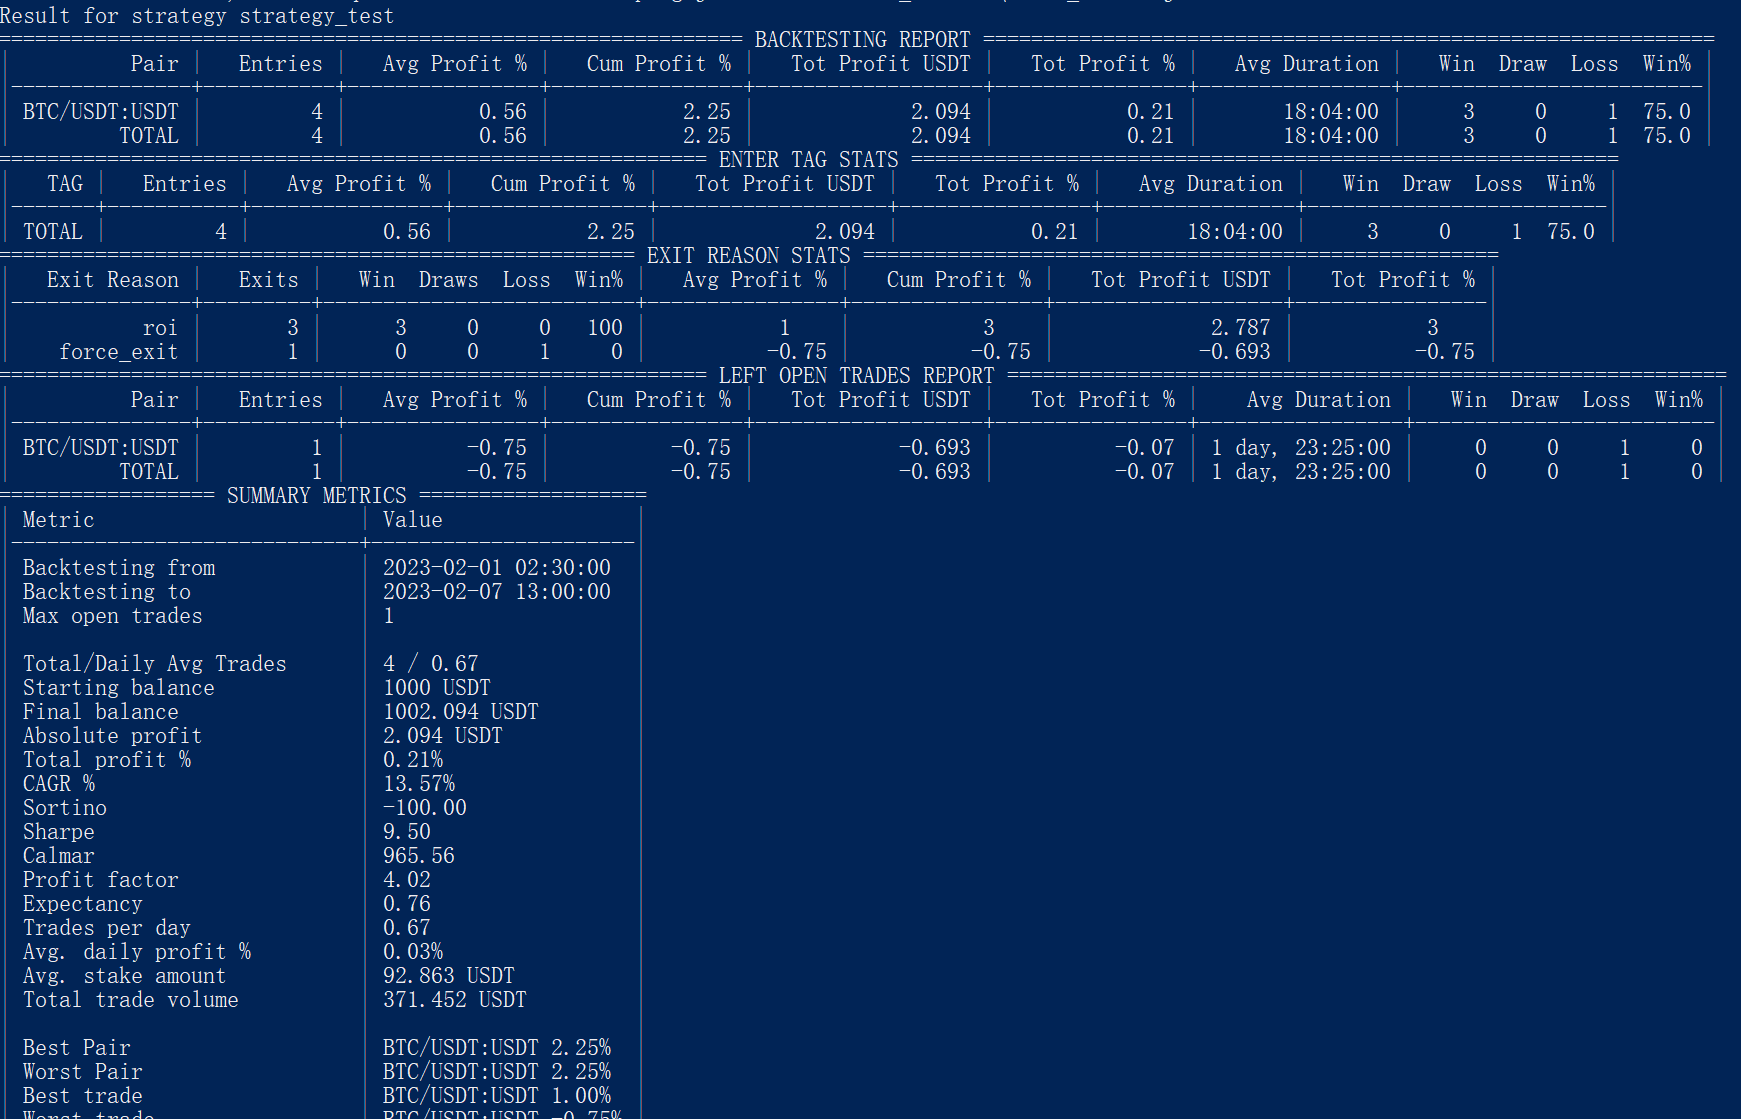 Result for strategy strategy_test
============================================================== BACKTESTING REPORT =============================================================
| Pair | Entries | Avg Profit % | Cum Profit % | Tot Profit USDT | Tot Profit % | Avg Duration | Win Draw Loss Win% |
| BTC/USDT:USDT | 4 | 0.56 | 2.25 | 2.094 | 0.21 | 18:04:00 | 3 0 1 75.0 |
| TOTAL | 4 | 0.56 | 2.25 | 2.094 | 0.21 | 18:04:00 | 3 0 1 75.0 |
=========================================================== ENTER TAG STATS ===========================================================
| TAG | Entries | Avg Profit % | Cum Profit % | Tot Profit USDT | Tot Profit % | Avg Duration | Win Draw Loss Win% |
| TOTAL | 4 | 0.56 | 2.25 | 2.094 | 0.21 | 18:04:00 | 3 0 1 75.0 |
===================================================== EXIT REASON STATS =====================================================
| Exit Reason | Exits | Win Draws Loss Win% | Avg Profit % | Cum Profit % | Tot Profit USDT | Tot Profit % |
| roi | 3 | 3 0 0 100 | 1 | 3 | 2.787 | 3 |
| force_exit | 1 | 0 0 1 0 | -0.75 | -0.75 | -0.693 | -0.75 |
=========================================================== LEFT OPEN TRADES REPORT ============================================================
| Pair | Entries | Avg Profit % | Cum Profit % | Tot Profit USDT | Tot Profit % | Avg Duration | Win Draw Loss Win% |
| BTC/USDT:USDT | 1 | -0.75 | -0.75 | -0.693 | -0.07 | 1 day, 23:25:00 | 0 0 1 0 |
| TOTAL | 1 | -0.75 | -0.75 | -0.693 | -0.07 | 1 day, 23:25:00 | 0 0 1 0 |
================== SUMMARY METRICS ===================
| Metric | Value |
| Backtesting from | 2023-02-01 02:30:00 |
| Backtesting to | 2023-02-07 13:00:00 |
| Max open trades | 1 |
| Total/Daily Avg Trades | 4 / 0.67 |
| Starting balance | 1000 USDT |
| Final balance | 1002.094 USDT |
| Absolute profit | 2.094 USDT |
| Total profit % | 0.21% |
| CAGR % | 13.57% |
| Sortino | -100.00 |
| Sharpe | 9.50 |
| Calmar | 965.56 |
| Profit factor | 4.02 |
| Expectancy | 0.76 |
| Trades per day | 0.67 |
| Avg. daily profit % | 0.03% |
| Avg. stake amount | 92.863 USDT |
| Total trade volume | 371.452 USDT |
| Best Pair | BTC/USDT:USDT 2.25% |
| Worst Pair | BTC/USDT:USDT 2.25% |
| Best trade | BTC/USDT:USDT 1.00% |
| Worst trade | BTC/USDT:USDT -0.75% |